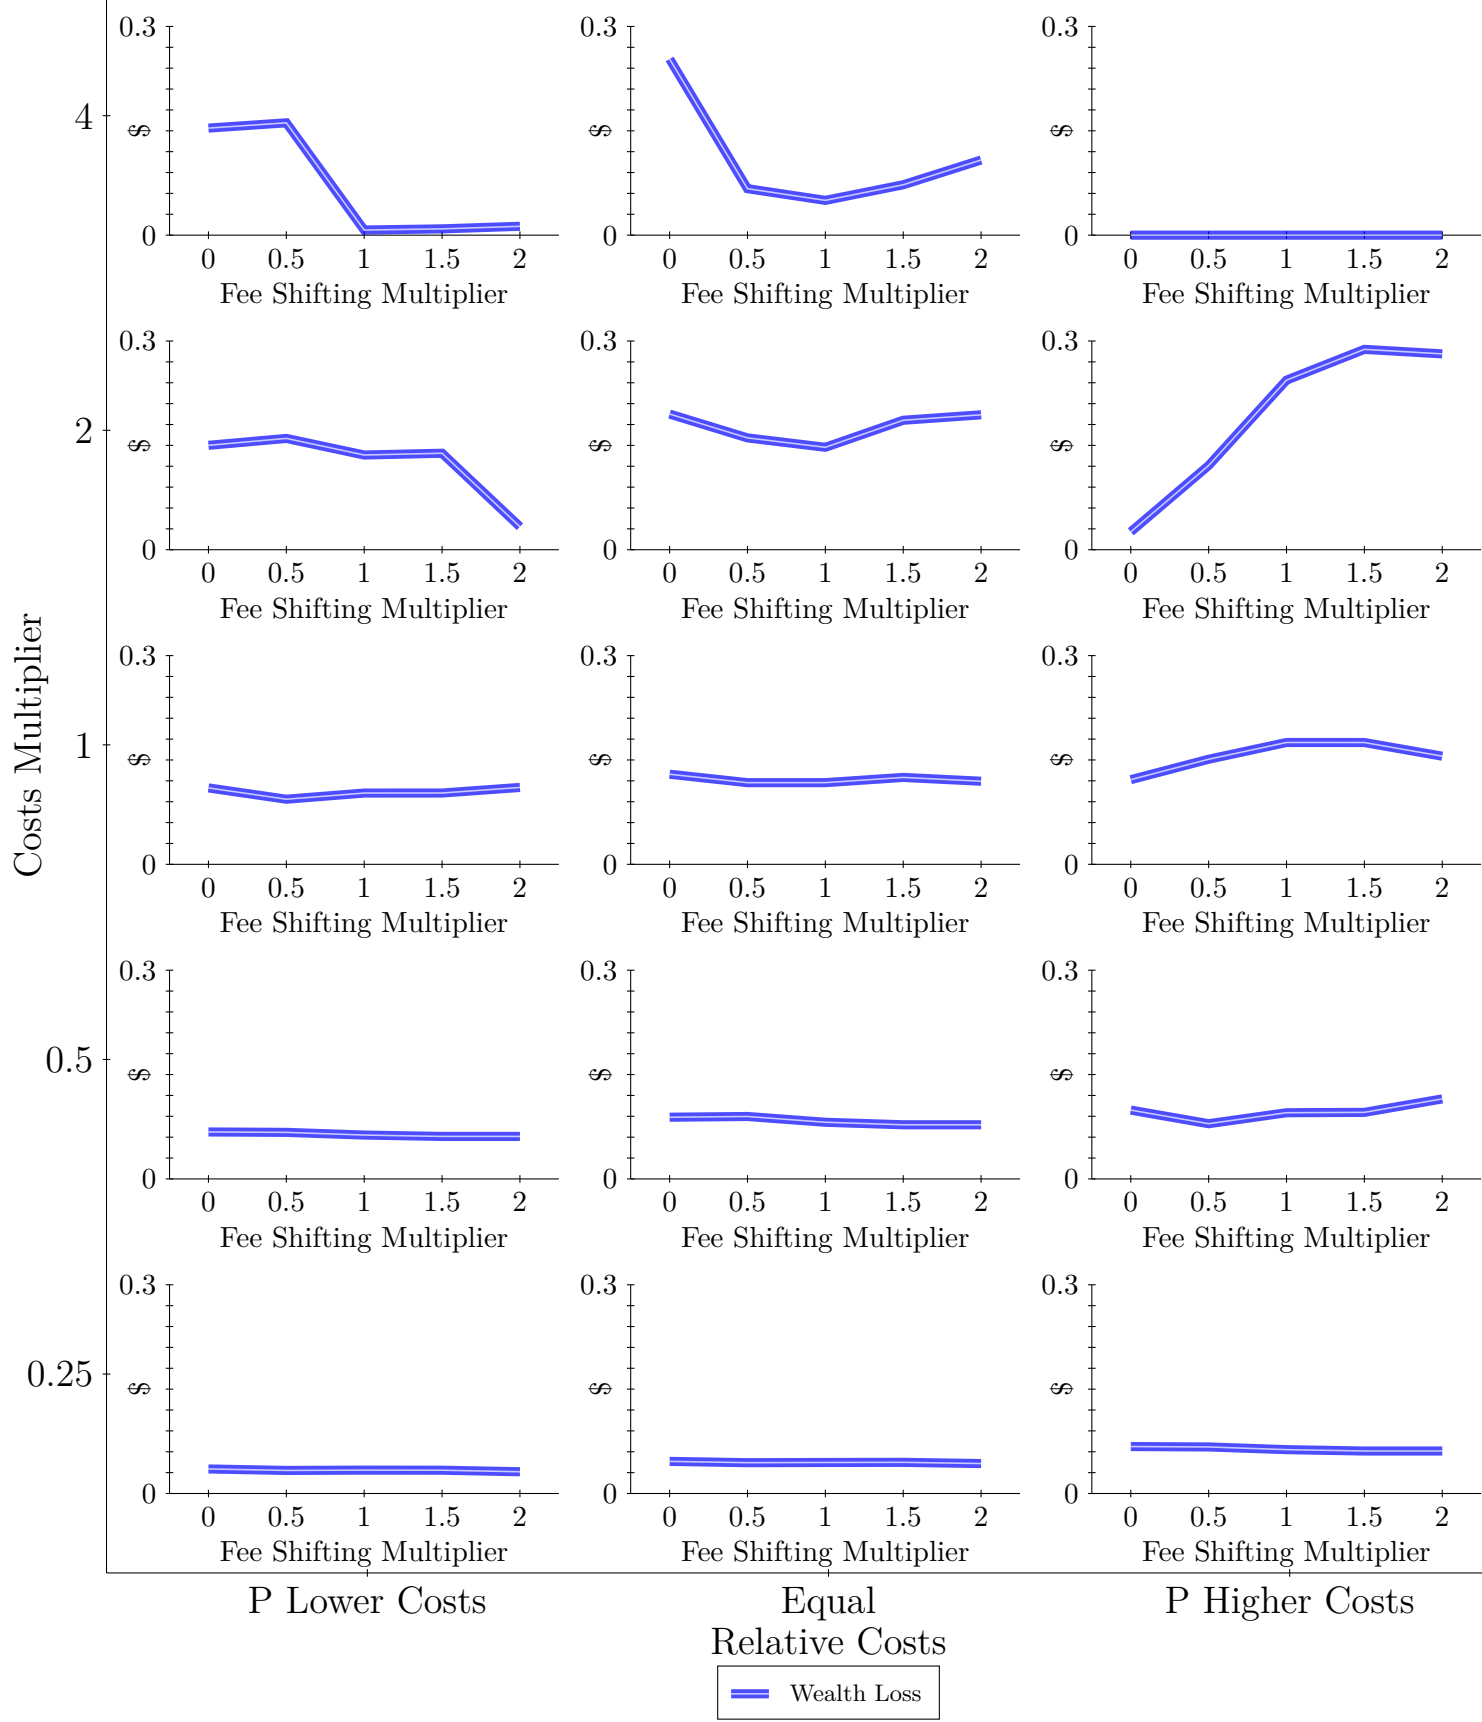 0.3 0.3 0.3
4 $ $ $
0 0 0
0 0.5 1 1.5 2 0 0.5 1 1.5 2 0 0.5 1 1.5 2
Fee Shifting Multiplier Fee Shifting Multiplier Fee Shifting Multiplier
0.3 0.3 0.3
2 $ $ $
0 0 0
0 0.5 1 1.5 2 0 0.5 1 1.5 2 0 0.5 1 1.5 2
Fee Shifting Multiplier Fee Shifting Multiplier Fee Shifting Multiplier
Costs Multiplier
0.3 0.3 0.3
1 $ $ $
0 0 0
0 0.5 1 1.5 2 0 0.5 1 1.5 2 0 0.5 1 1.5 2
Fee Shifting Multiplier Fee Shifting Multiplier Fee Shifting Multiplier
0.3 0.3 0.3
0.5 $ $ $
0 0 0
0 0.5 1 1.5 2 0 0.5 1 1.5 2 0 0.5 1 1.5 2
Fee Shifting Multiplier Fee Shifting Multiplier Fee Shifting Multiplier
0.3 0.3 0.3
0.25 $ $ $
0 0 0
0 0.5 1 1.5 2 0 0.5 1 1.5 2 0 0.5 1 1.5 2
Fee Shifting Multiplier Fee Shifting Multiplier Fee Shifting Multiplier
P Lower Costs Equal P Higher Costs
Relative Costs
Wealth Loss